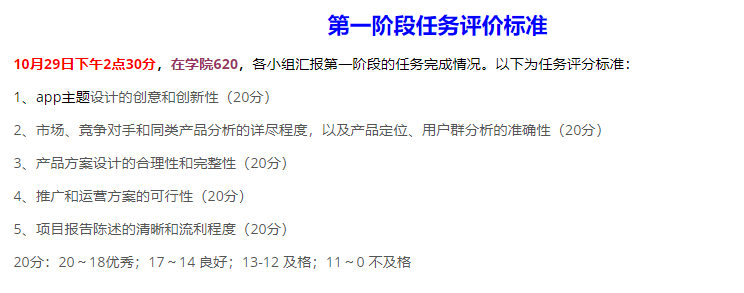 第一阶段任务评价标准
10月29日下午2点30分，在学院620，各小组汇报第一阶段的任务完成情况。以下为任务评分标准：
1、app主题设计的创意和创新性（20分）
2、市场、竞争对手和同类产品分析的详尽程度，以及产品定位、用户群分析的准确性（20分）
3、产品方案设计的合理性和完整性（20分）
4、推广和运营方案的可行性（20分）
5、项目报告陈述的清晰和流利程度（20分）
20分：20～18优秀；17～14 良好；13-12 及格；11～0 不及格